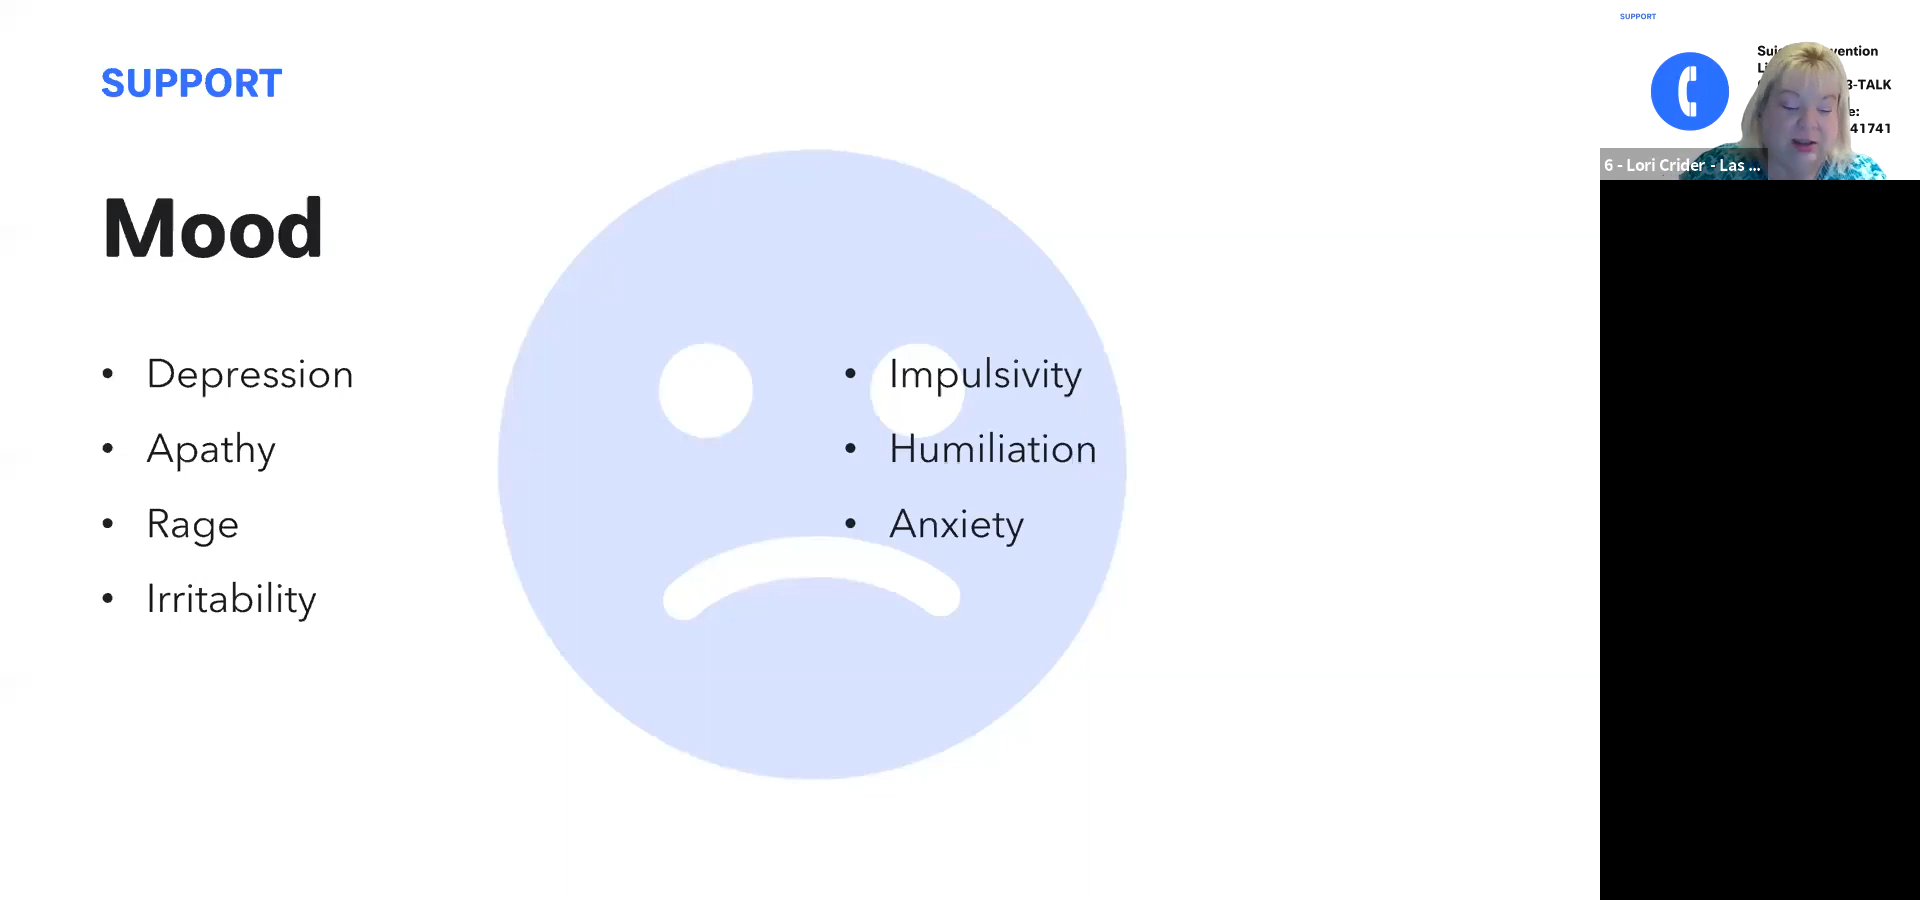 SUPPORT
Mood
• Depression
• Apathy
• Rage
• Irritability
• Impulsivity
• Humiliation
• Anxiety
SUPPORT
-TALK
41741
6 - Lori Crider - Las ...